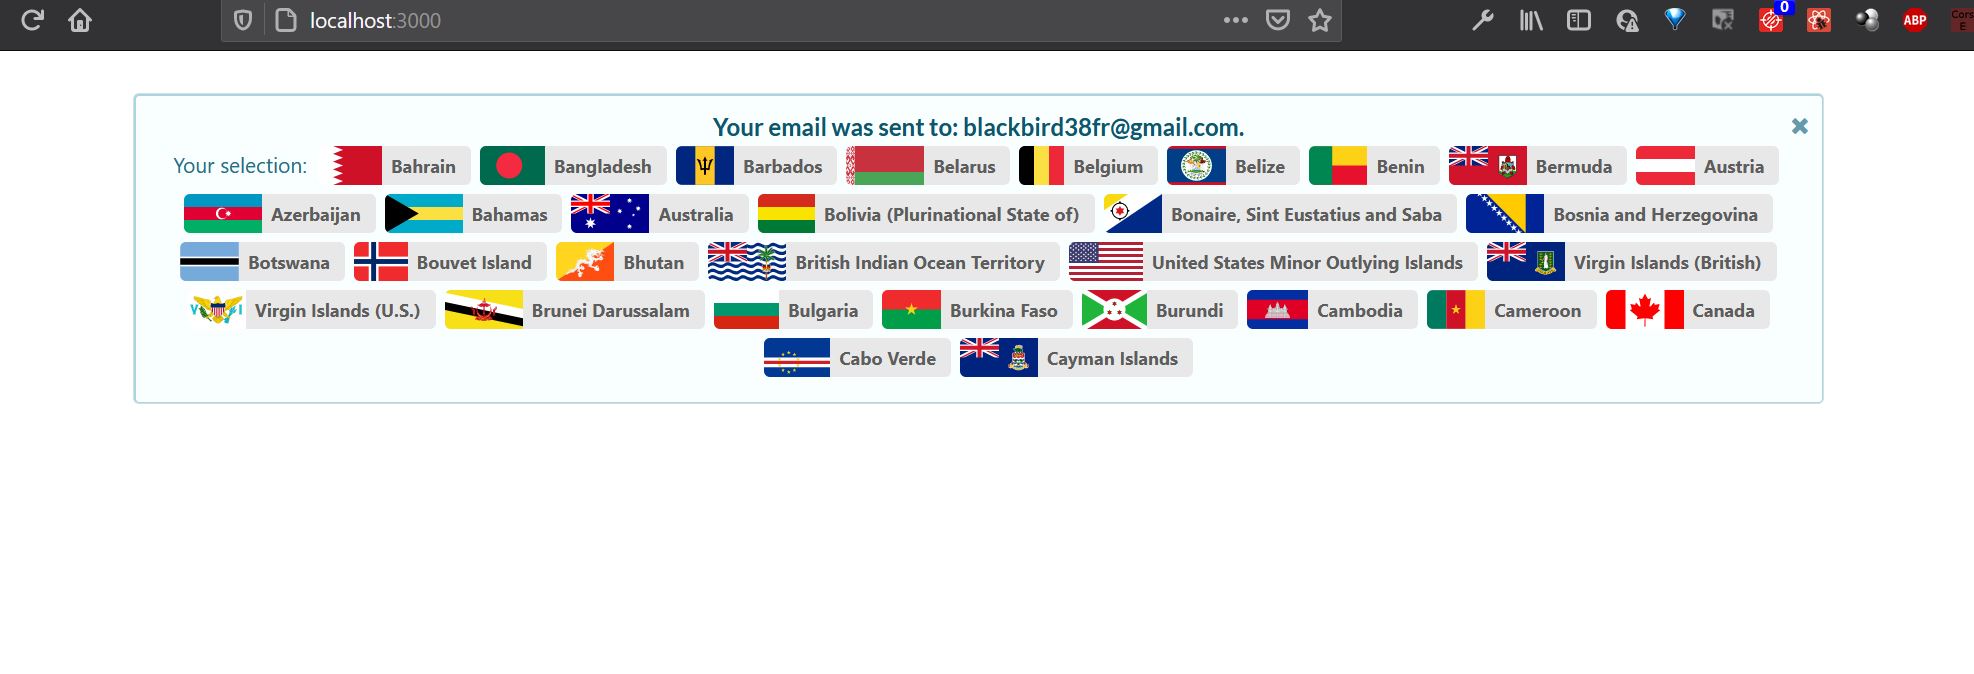 localhost:3000
0
ABP
Cors
E
Your email was sent to: blackbird38fr@gmail.com.
Your selection: Bahrain Bangladesh Barbados Belarus Belgium Belize Benin Bermuda Austria
Azerbaijan Bahamas Australia Bolivia (Plurinational State of) Bonaire, Sint Eustatius and Saba Bosnia and Herzegovina
Botswana Bouvet Island Bhutan British Indian Ocean Territory United States Minor Outlying Islands Virgin Islands (British)
Virgin Islands (U.S.) Brunei Darussalam Bulgaria Burkina Faso Burundi Cambodia Cameroon Canada
Cabo Verde Cayman Islands